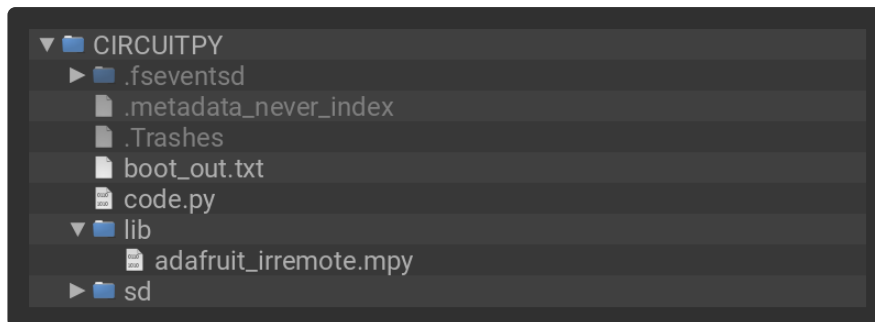 CIRCUITPY
.fseventsd
.metadata_never_index
.Trashes
boot_out.txt
code.py
lib
adafruit_irremote.mpy
sd